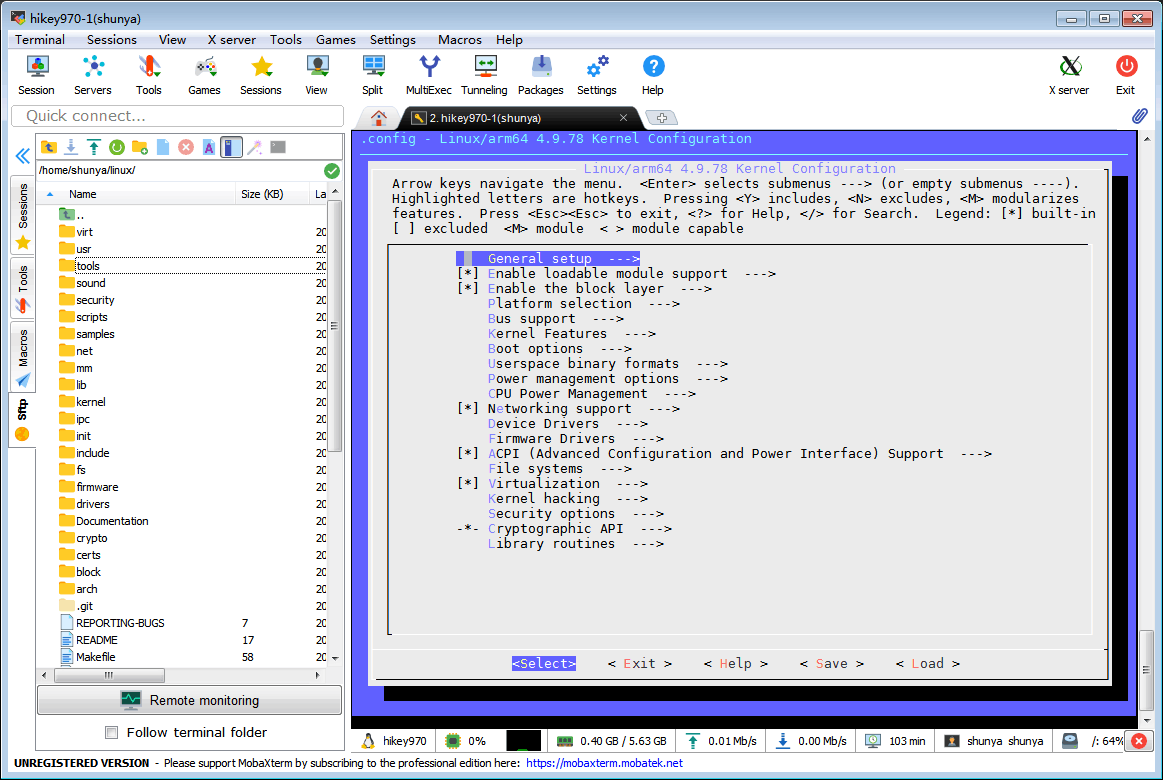 hikey970-1(shunya)
Terminal Sessions View X server Tools Games Settings Macros Help
Session Servers Tools Games Sessions View Split MultiExec Tunneling Packages Settings Help X server Exit
Quick connect...
2. hikey970-1(shunya)
/home/shunya/linux/
Name Size (KB) La
..
virt 20
usr 20
tools 20
sound 20
security 20
scripts 20
samples 20
net 20
mm 20
lib 20
kernel 20
ipc 20
init 20
include 20
fs 20
firmware 20
drivers 20
Documentation 20
crypto 20
certs 20
block 20
arch 20
.git 20
REPORTING-BUGS 7 20
README 17 20
Makefile 58 20
Sessions
Tools
Macros
Sftp
Remote monitoring
Follow terminal folder
.config - Linux/arm64 4.9.78 Kernel Configuration
Linux/arm64 4.9.78 Kernel Configuration
Arrow keys navigate the menu. <Enter> selects submenus ---> (or empty submenus ----).
Highlighted letters are hotkeys. Pressing <Y> includes, <N> excludes, <M> modularizes
features. Press <Esc><Esc> to exit, <?> for Help, </> for Search. Legend: [*] built-in
[ ] excluded <M> module < > module capable
General setup --->
[*] Enable loadable module support --->
[*] Enable the block layer --->
Platform selection --->
Bus support --->
Kernel Features --->
Boot options --->
Userspace binary formats --->
Power management options --->
CPU Power Management --->
[*] Networking support --->
Device Drivers --->
Firmware Drivers --->
[*] ACPI (Advanced Configuration and Power Interface) Support --->
File systems --->
[*] Virtualization --->
Kernel hacking --->
Security options --->
-*- Cryptographic API --->
Library routines --->
<Select> < Exit > < Help > < Save > < Load >
hikey970 0% 0.40 GB / 5.63 GB 0.01 Mb/s 0.00 Mb/s 103 min shunya shunya /: 64%
UNREGISTERED VERSION - Please support MobaXterm by subscribing to the professional edition here: https://mobaxterm.mobatek.net